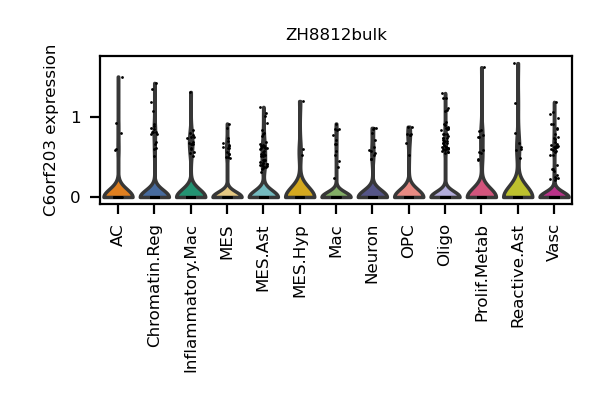 ZH8812bulk
C6orf203 expression
1
0
AC
Chromatin.Reg
Inflammatory.Mac
MES
MES.Ast
MES.Hyp
Mac
Neuron
OPC
Oligo
Prolif.Metab
Reactive.Ast
Vasc